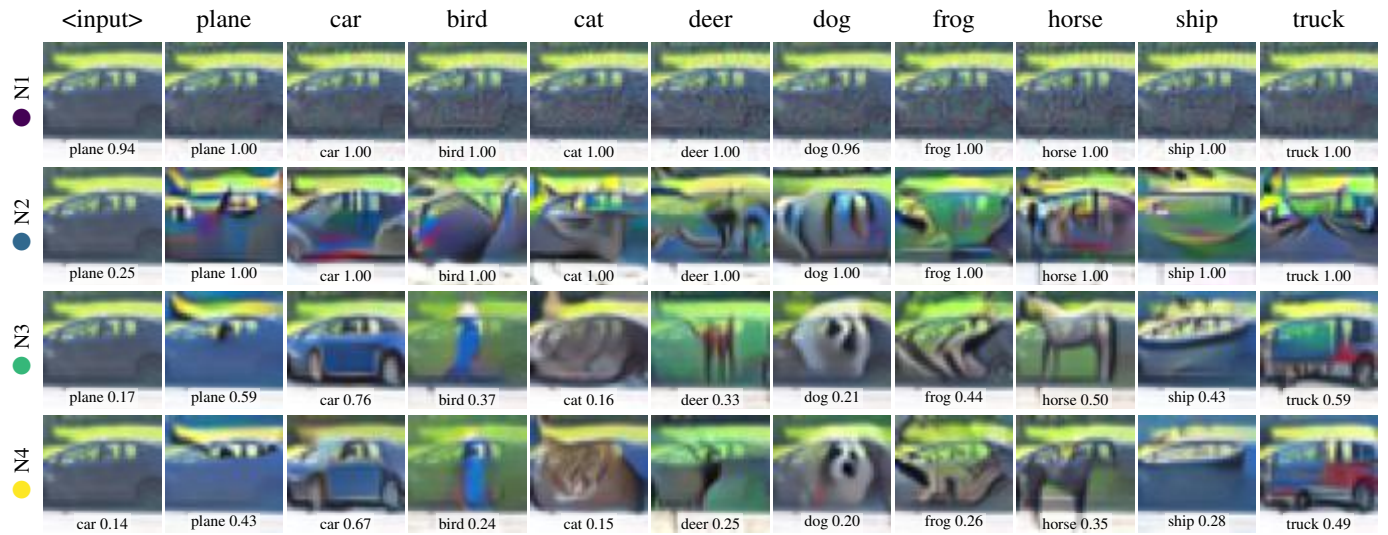 <input> plane car bird cat deer dog frog horse ship truck
N1
plane 0.94 plane 1.00 car 1.00 bird 1.00 cat 1.00 deer 1.00 dog 0.96 frog 1.00 horse 1.00 ship 1.00 truck 1.00
N2
plane 0.25 plane 1.00 car 1.00 bird 1.00 cat 1.00 deer 1.00 dog 1.00 frog 1.00 horse 1.00 ship 1.00 truck 1.00
N3
plane 0.17 plane 0.59 car 0.76 bird 0.37 cat 0.16 deer 0.33 dog 0.21 frog 0.44 horse 0.50 ship 0.43 truck 0.59
N4
car 0.14 plane 0.43 car 0.67 bird 0.24 cat 0.15 deer 0.25 dog 0.20 frog 0.26 horse 0.35 ship 0.28 truck 0.49